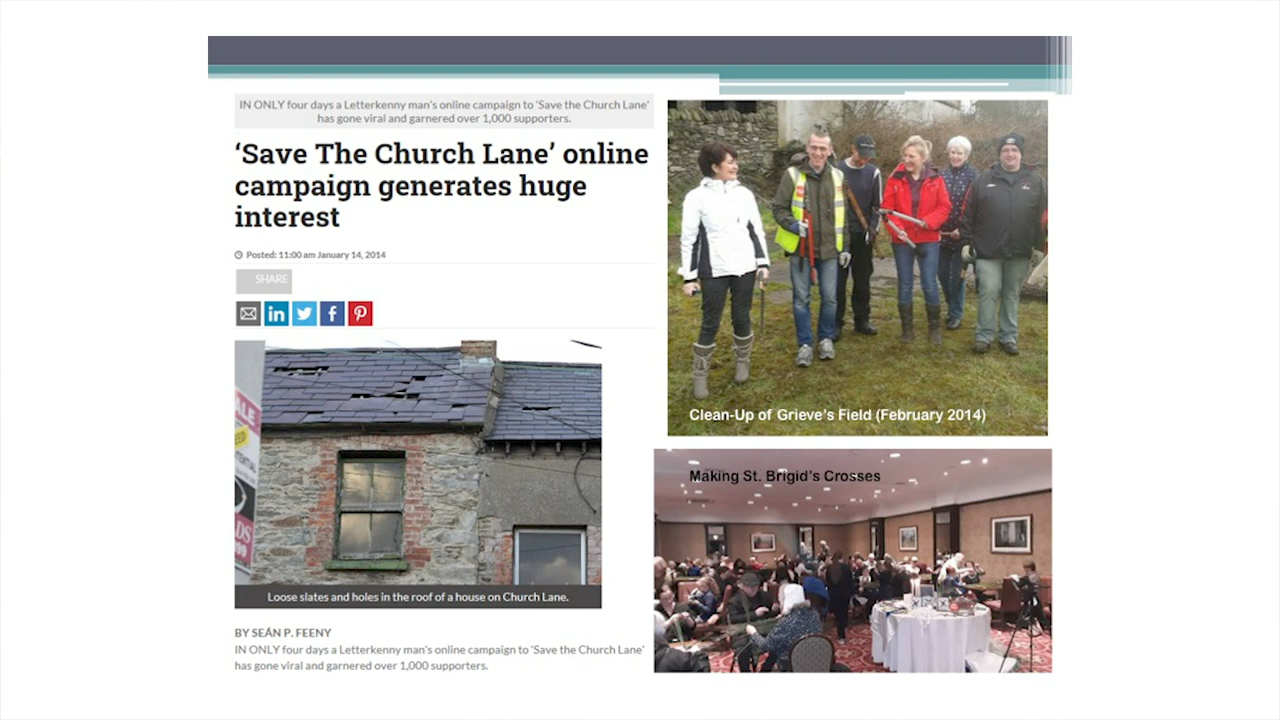 IN ONLY four days a Letterkenny man's online campaign to 'Save the Church Lane'
has gone viral and garnered over 1,000 supporters.
‘Save The Church Lane’ online
campaign generates huge
interest
Posted: 11:00 am January 14, 2014
SHARE
in
f
ALE
Loose slates and holes in the roof of a house on Church Lane.
BY SEÁN P. FEENY
IN ONLY four days a Letterkenny man's online campaign to 'Save the Church Lane'
has gone viral and garnered over 1,000 supporters.
Clean-Up of Grieve's Field (February 2014)
Making St. Brigid's Crosses